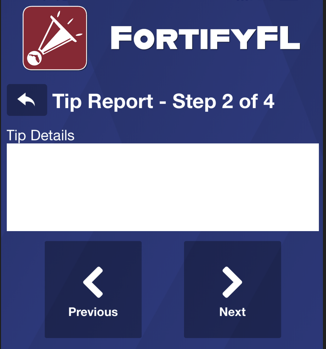 FORTIFYFL
Tip Report - Step 2 of 4
Tip Details
Previous
Next